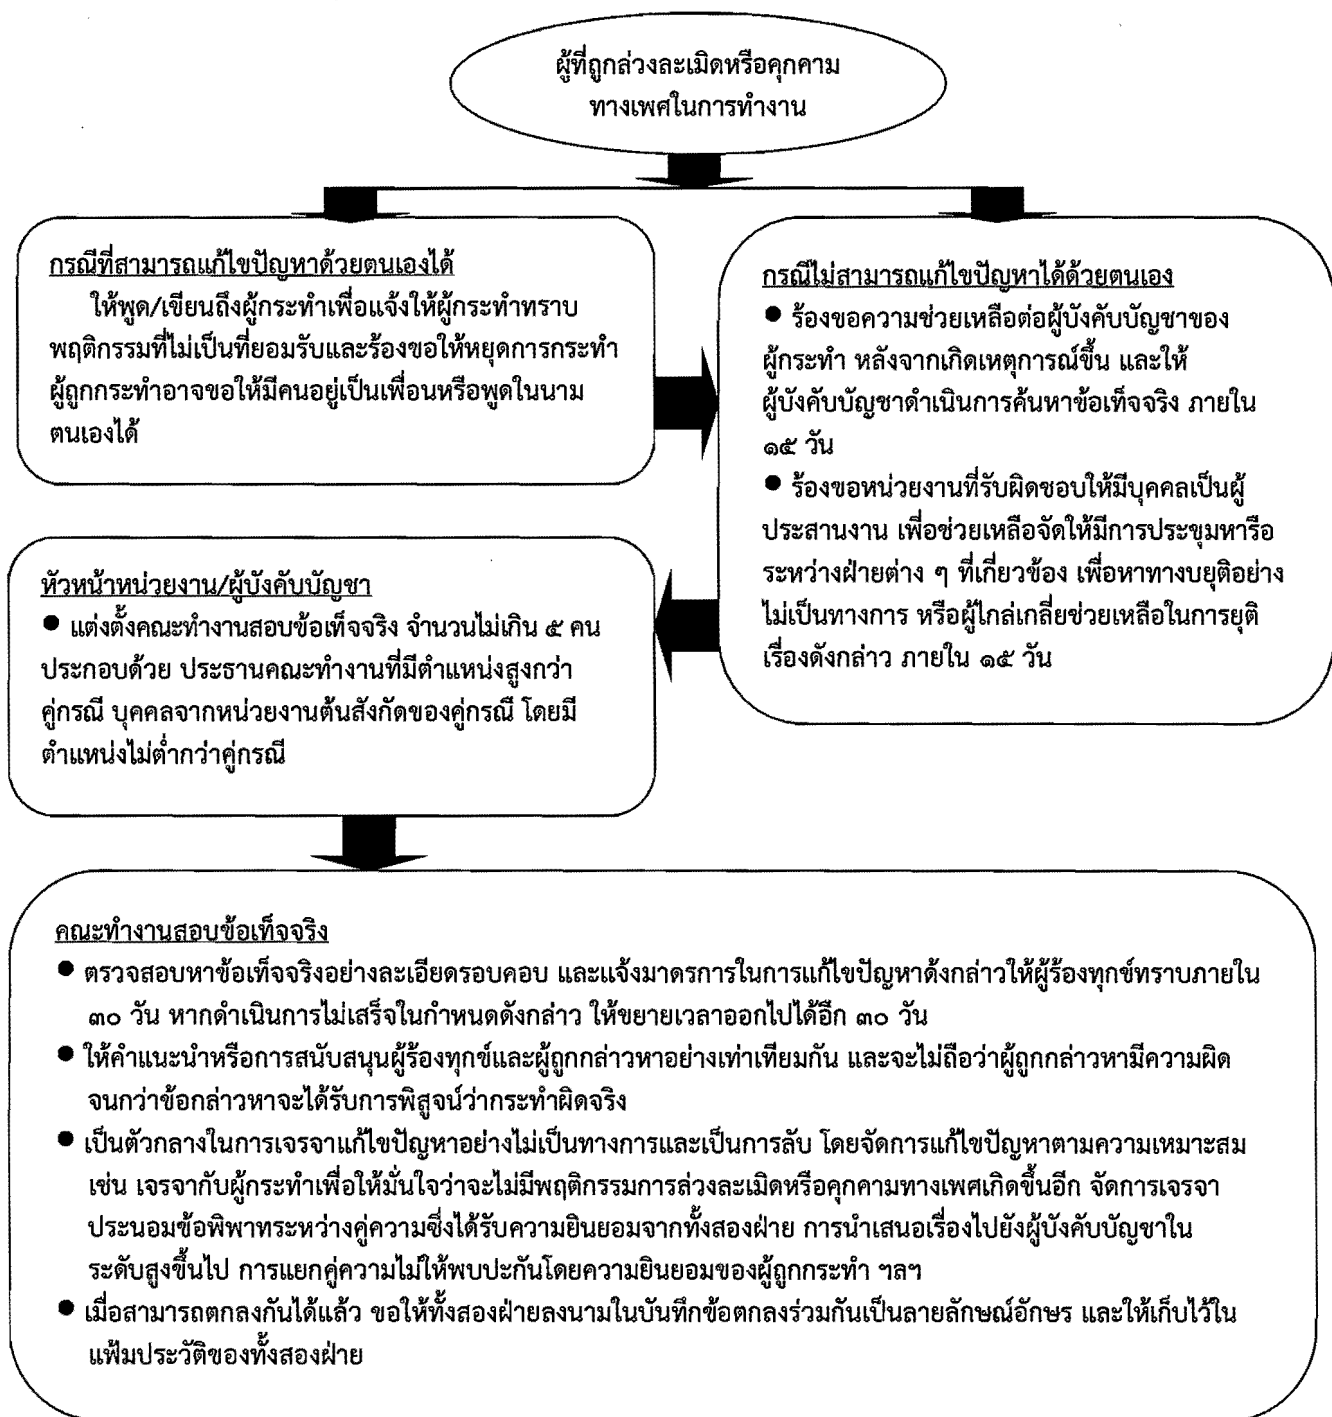 ผู้ที่ถูกล่วงละเมิดหรือคุกคาม
ทางเพศในการทำงาน
กรณีที่สามารถแก้ไขปัญหาด้วยตนเองได้
ให้พูด/เขียนถึงผู้กระทำเพื่อแจ้งให้ผู้กระทำทราบ
พฤติกรรมที่ไม่เป็นที่ยอมรับและร้องขอให้หยุดการกระทำ
ผู้ถูกกระทำอาจขอให้มีคนอยู่เป็นเพื่อนหรือพูดในนาม
ตนเองได้
กรณีไม่สามารถแก้ไขปัญหาได้ด้วยตนเอง
● ร้องขอความช่วยเหลือต่อผู้บังคับบัญชาของ
ผู้กระทำ หลังจากเกิดเหตุการณ์ขึ้น และให้
ผู้บังคับบัญชาดำเนินการค้นหาข้อเท็จจริง ภายใน
๑๕ วัน
● ร้องขอหน่วยงานที่รับผิดชอบให้มีบุคคลเป็นผู้
ประสานงาน เพื่อช่วยเหลือจัดให้มีการประชุมหารือ
ระหว่างฝ่ายต่าง ๆ ที่เกี่ยวข้อง เพื่อหาทางบยุติอย่าง
ไม่เป็นทางการ หรือผู้ไกล่เกลี่ยช่วยเหลือในการยุติ
เรื่องดังกล่าว ภายใน ๑๕ วัน
หัวหน้าหน่วยงาน/ผู้บังคับบัญชา
● แต่งตั้งคณะทำงานสอบข้อเท็จจริง จำนวนไม่เกิน ๕ คน
ประกอบด้วย ประธานคณะทำงานที่มีตำแหน่งสูงกว่า
คู่กรณี บุคคลจากหน่วยงานต้นสังกัดของคู่กรณี โดยมี
ตำแหน่งไม่ต่ำกว่าคู่กรณี
คณะทำงานสอบข้อเท็จจริง
● ตรวจสอบหาข้อเท็จจริงอย่างละเอียดรอบคอบ และแจ้งมาตรการในการแก้ไขปัญหาดังกล่าวให้ผู้ร้องทุกข์ทราบภายใน
๓๐ วัน หากดำเนินการไม่เสร็จในกำหนดดังกล่าว ให้ขยายเวลาออกไปได้อีก ๓๐ วัน
● ให้คำแนะนำหรือการสนับสนุนผู้ร้องทุกข์และผู้ถูกกล่าวหาอย่างเท่าเทียมกัน และจะไม่ถือว่าผู้ถูกกล่าวหามีความผิด
จนกว่าข้อกล่าวหาจะได้รับการพิสูจน์ว่ากระทำผิดจริง
● เป็นตัวกลางในการเจรจาแก้ไขปัญหาอย่างไม่เป็นทางการและเป็นการลับ โดยจัดการแก้ไขปัญหาตามความเหมาะสม
เช่น เจรจากับผู้กระทำเพื่อให้มั่นใจว่าจะไม่มีพฤติกรรมการล่วงละเมิดหรือคุกคามทางเพศเกิดขึ้นอีก จัดการเจรจา
ประนอมข้อพิพาทระหว่างคู่ความซึ่งได้รับความยินยอมจากทั้งสองฝ่าย การนำเสนอเรื่องไปยังผู้บังคับบัญชาใน
ระดับสูงขึ้นไป การแยกคู่ความไม่ให้พบปะกันโดยความยินยอมของผู้ถูกกระทำ ฯลฯ
● เมื่อสามารถตกลงกันได้แล้ว ขอให้ทั้งสองฝ่ายลงนามในบันทึกข้อตกลงร่วมกันเป็นลายลักษณ์อักษร และให้เก็บไว้ใน
แฟ้มประวัติของทั้งสองฝ่าย